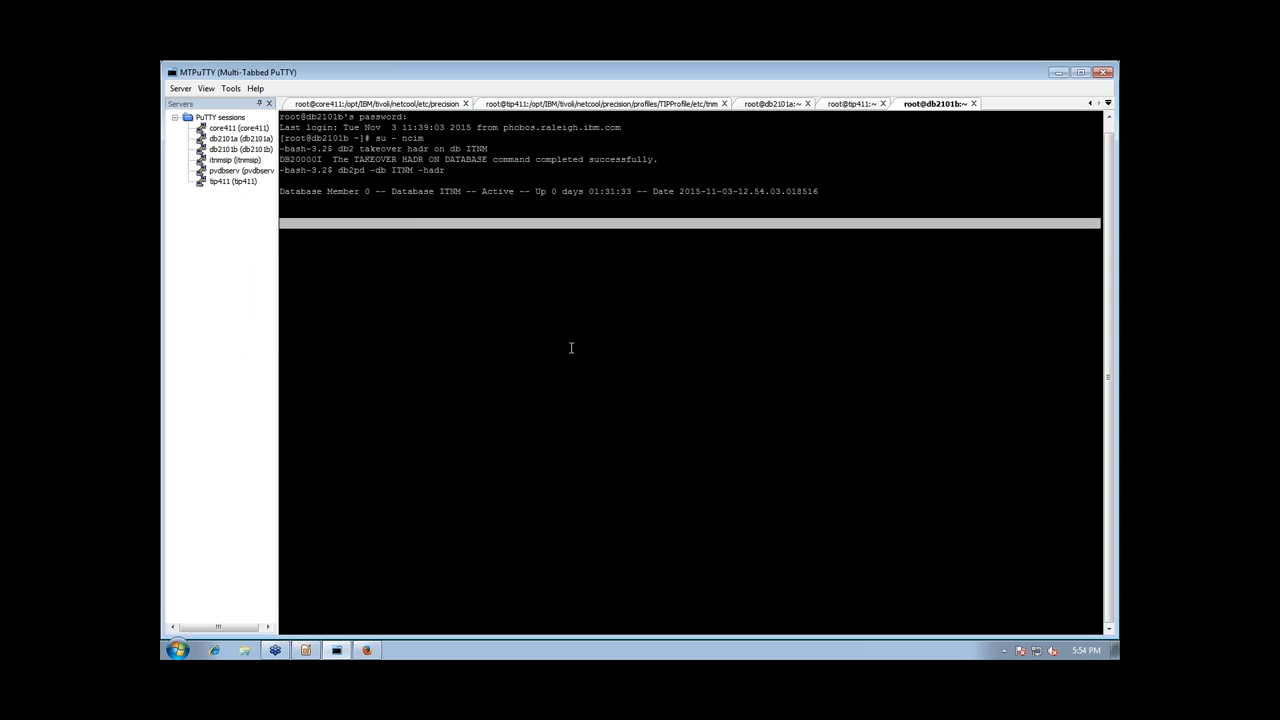 MTPuTTY (Multi-Tabbed PuTTY)
Server View Tools Help
Servers
root@core411:/opt/IBM/tivoli/netcool/etc/precision
root@tip411:/opt/IBM/tivoli/netcool/precision/profiles/TIPProfile/etc/tnm
root@db2101a:~
root@tip411:~
root@db2101b:~
PuTTY sessions
core411 (core411)
db2101a (db2101a)
db2101b (db2101b)
itnmsip (itnmsip)
pvdbserv (pvdbserv
tip411 (tip411)
root@db2101b's password:
Last login: Tue Nov  3 11:39:03 2015 from phobos.raleigh.ibm.com
[root@db2101b ~]# su - ncim
-bash-3.2$ db2 takeover hadr on db ITNM
DB20000I  The TAKEOVER HADR ON DATABASE command completed successfully.
-bash-3.2$ db2pd -db ITNM -hadr
Database Member 0 -- Database ITNM -- Active -- Up 0 days 01:31:33 -- Date 2015-11-03-12.54.03.018516
5:54 PM